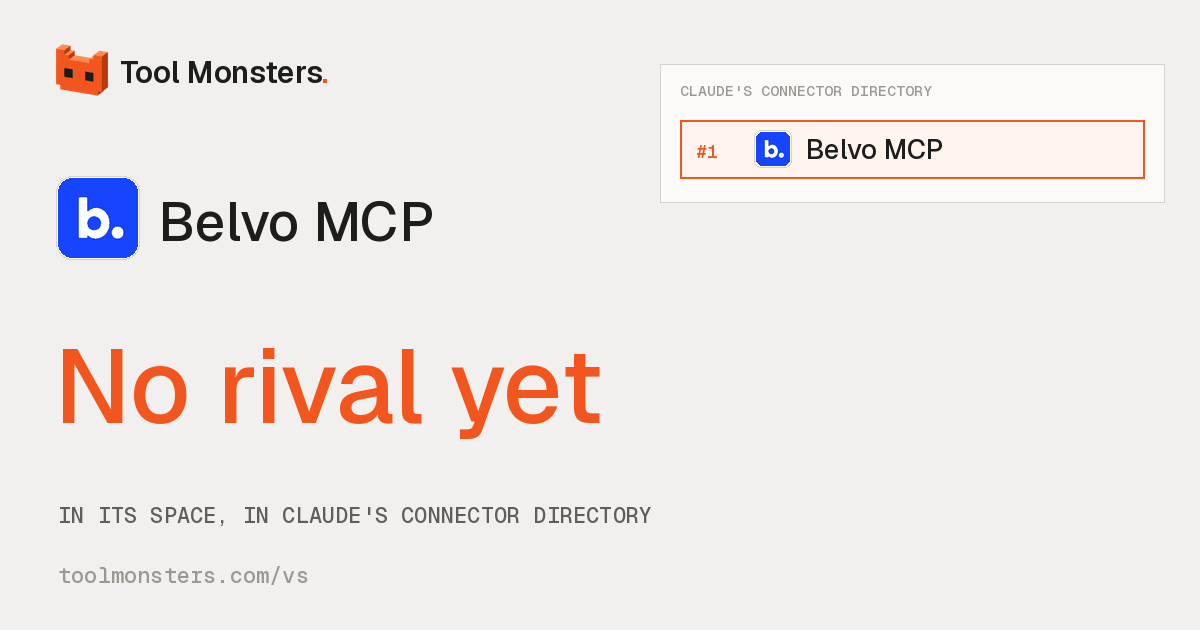 Tool Monsters.
b.
Belvo MCP
No rival yet
IN ITS SPACE, IN CLAUDE'S CONNECTOR DIRECTORY
toolmonsters.com/vs
CLAUDE'S CONNECTOR DIRECTORY
#1 b. Belvo MCP